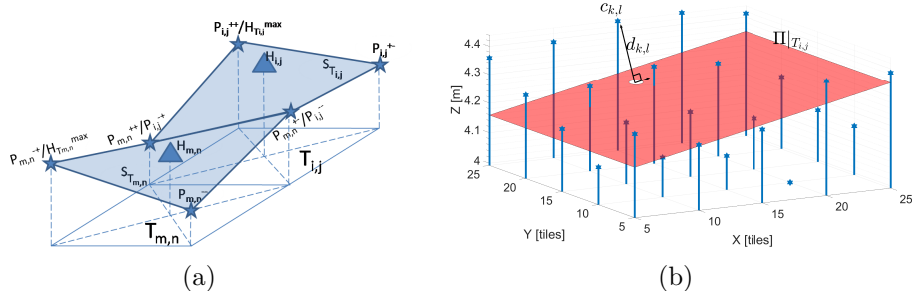 P_{i,j}^{++}/H_{T_{i,j}}^{max}
H_{i,j}
S_{T_{i,j}}
P_{i,j}^{+-}
P_{m,n}^{++}/P_{i,j}^{-+}
P_{m,n}^{-+}/H_{T_{m,n}}^{max}
H_{m,n}
P_{m,n}^{+-}/P_{i,j}^{--}
T_{i,j}
S_{T_{m,n}}
P_{m,n}^{--}
T_{m,n}
(a)
c_{k,l}
d_{k,l}
Π|_{T_{i,j}}
Z [m]
4.4
4.3
4.2
4.1
4
25
20
15
10
5
Y [tiles]
5
10
15
20
25
X [tiles]
(b)